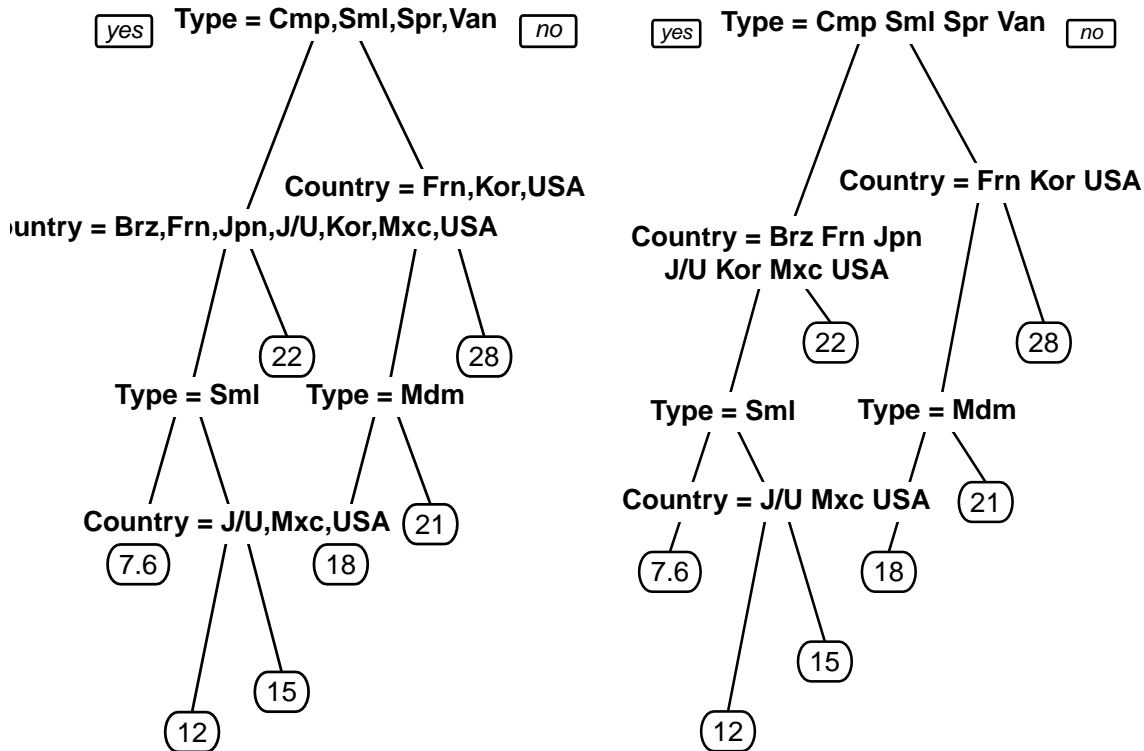 yes
Type = Cmp,Sml,Spr,Van
no
Country = Frn,Kor,USA
ountry = Brz,Frn,Jpn,J/U,Kor,Mxc,USA
22
28
Type = Sml
Type = Mdm
Country = J/U,Mxc,USA
21
7.6
18
15
12
yes
Type = Cmp Sml Spr Van
no
Country = Frn Kor USA
Country = Brz Frn Jpn
J/U Kor Mxc USA
22
28
Type = Sml
Type = Mdm
Country = J/U Mxc USA
21
7.6
18
15
12